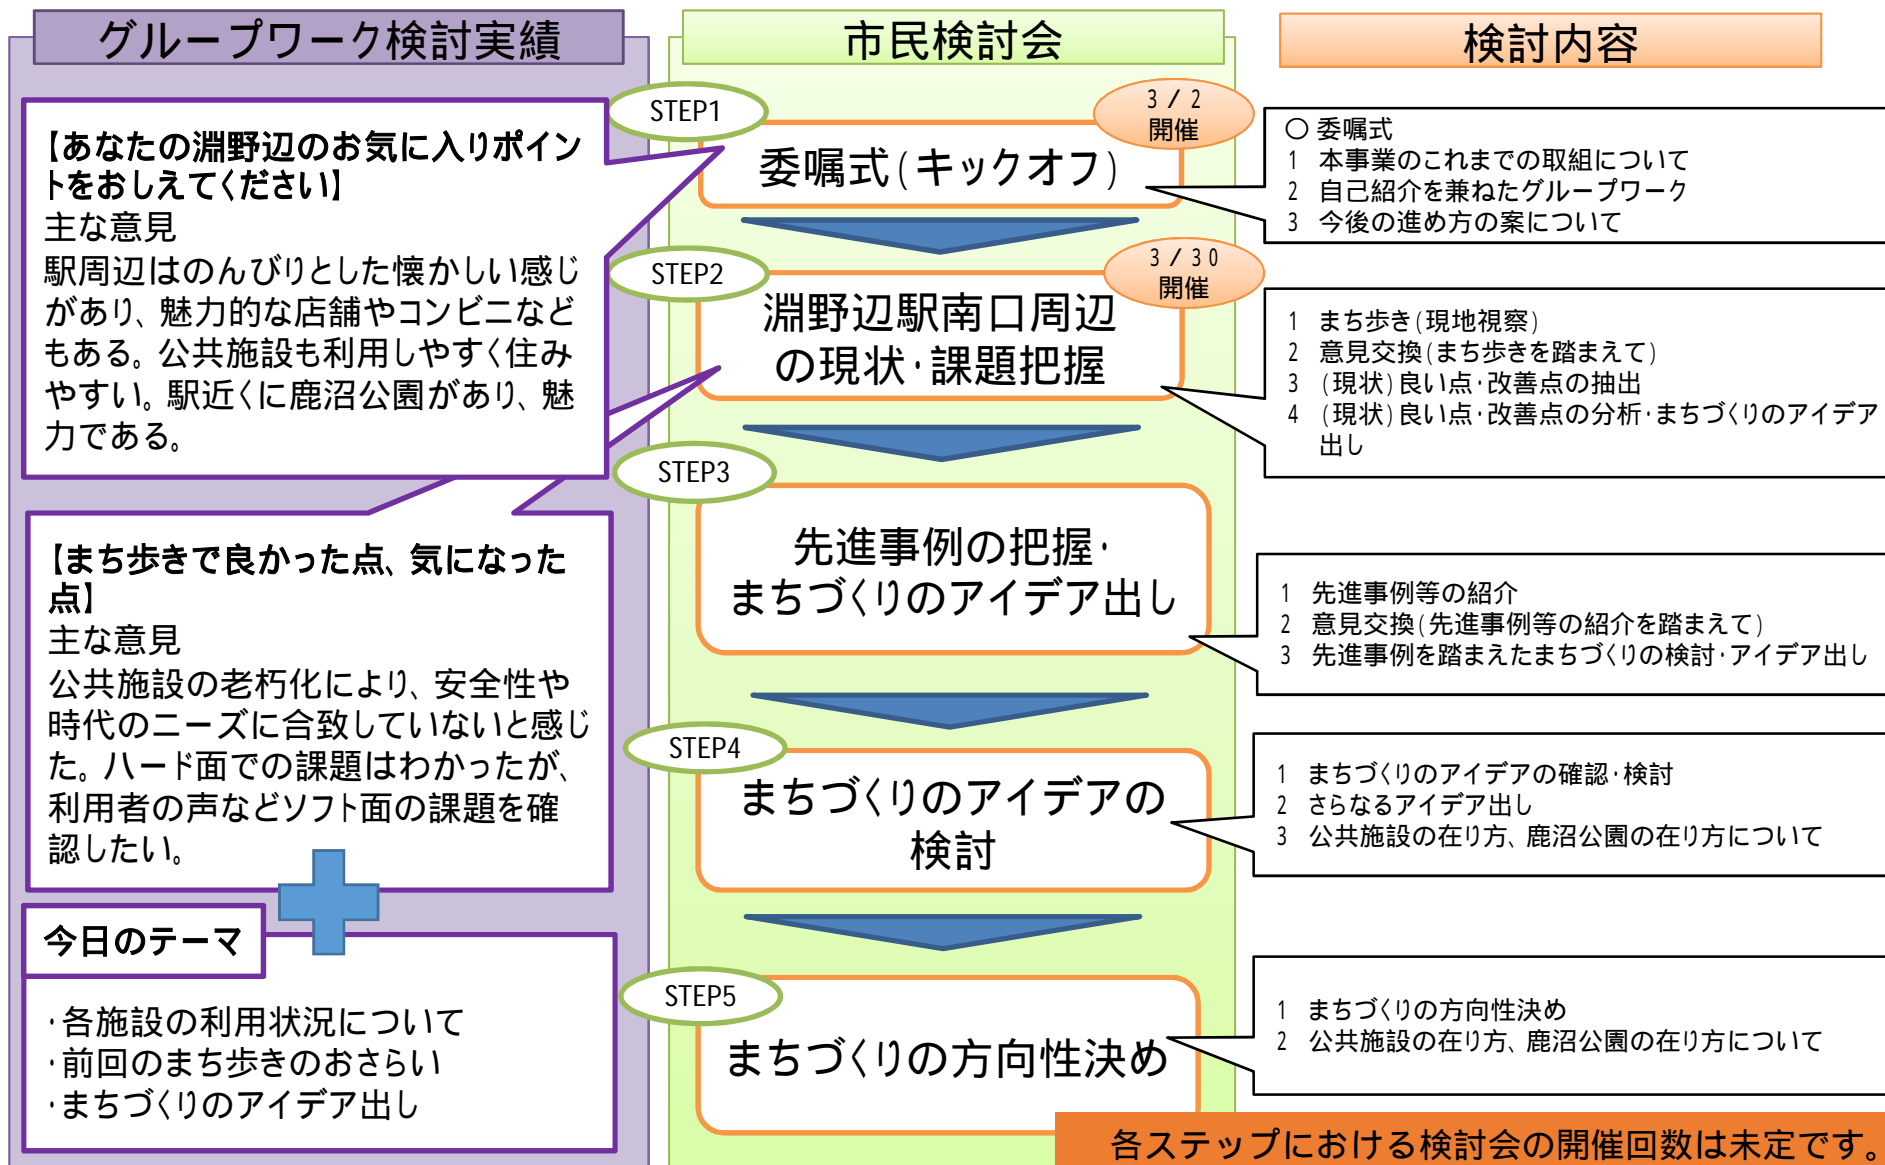 グループワーク検討実績
【あなたの淵野辺のお気に入りポイン
トをおしえてください】
主な意見
駅周辺はのんびりとした懐かしい感じ
があり、魅力的な店舗やコンビニなど
もある。公共施設も利用しやすく住み
やすい。駅近くに鹿沼公園があり、魅
力である。
【まち歩きで良かった点、気になった
点】
主な意見
公共施設の老朽化により、安全性や
時代のニーズに合致していないと感じ
た。ハード面での課題はわかったが、
利用者の声などソフト面の課題を確
認したい。
今日のテーマ
・各施設の利用状況について
・前回のまち歩きのおさらい
・まちづくりのアイデア出し
市民検討会
STEP1
3/2
開催
委嘱式(キックオフ)
STEP2
3/30
開催
淵野辺駅南口周辺
の現状・課題把握
STEP3
先進事例の把握・
まちづくりのアイデア出し
STEP4
まちづくりのアイデアの
検討
STEP5
まちづくりの方向性決め
検討内容
○ 委嘱式
1 本事業のこれまでの取組について
2 自己紹介を兼ねたグループワーク
3 今後の進め方の案について
1 まち歩き(現地視察)
2 意見交換(まち歩きを踏まえて)
3 (現状)良い点・改善点の抽出
4 (現状)良い点・改善点の分析・まちづくりのアイデア
出し
1 先進事例等の紹介
2 意見交換(先進事例等の紹介を踏まえて)
3 先進事例を踏まえたまちづくりの検討・アイデア出し
1 まちづくりのアイデアの確認・検討
2 さらなるアイデア出し
3 公共施設の在り方、鹿沼公園の在り方について
1 まちづくりの方向性決め
2 公共施設の在り方、鹿沼公園の在り方について
各ステップにおける検討会の開催回数は未定です。